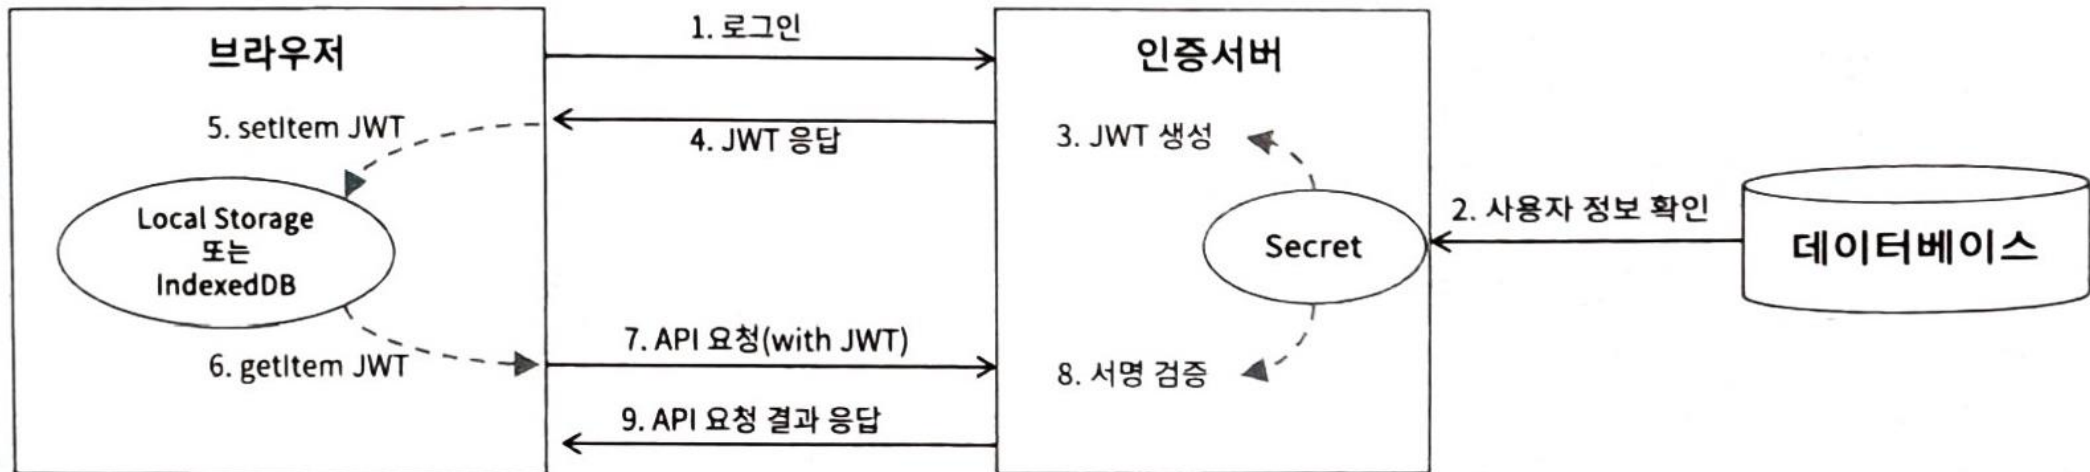 브라우저
1. 로그인
인증서버
5. setItem JWT
4. JWT 응답
3. JWT 생성
Local Storage
또는
IndexedDB
Secret
2. 사용자 정보 확인
데이터베이스
6. getItem JWT
7. API 요청(with JWT)
8. 서명 검증
9. API 요청 결과 응답